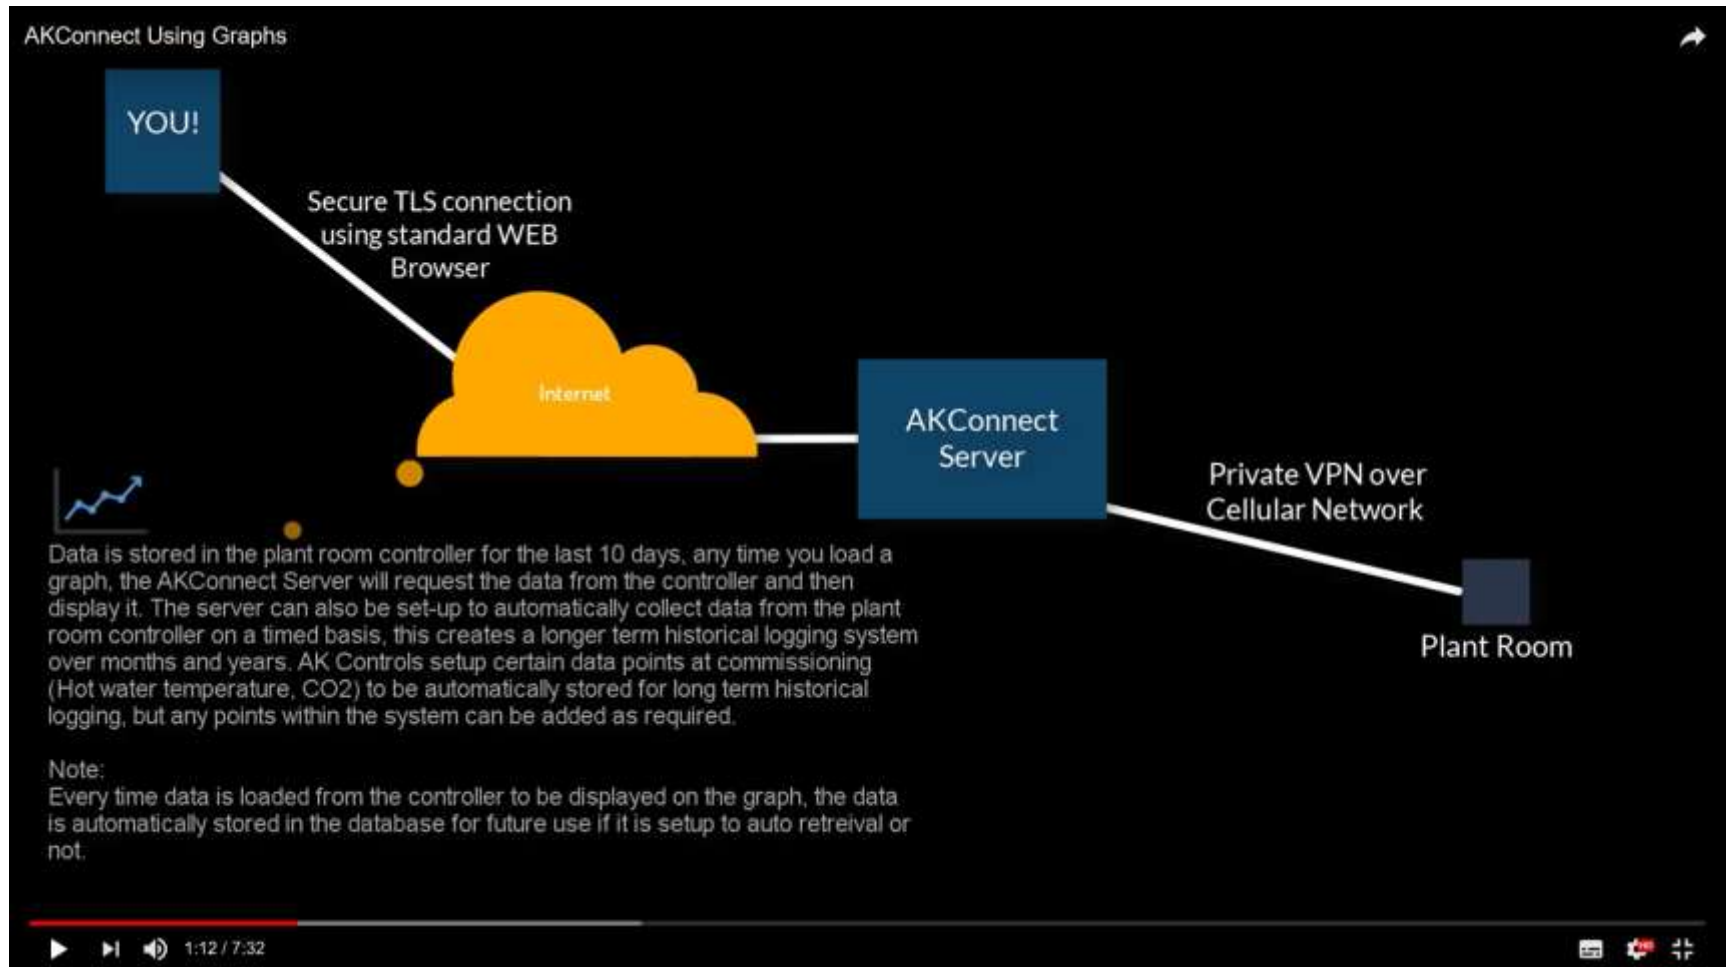 AKConnect Using Graphs
YOU!
Secure TLS connection
using standard WEB
Browser
Internet
AKConnect
Server
Private VPN over
Cellular Network
Plant Room
Data is stored in the plant room controller for the last 10 days, any time you load a
graph, the AKConnect Server will request the data from the controller and then
display it. The server can also be set-up to automatically collect data from the plant
room controller on a timed basis, this creates a longer term historical logging system
over months and years. AK Controls setup certain data points at commissioning
(Hot water temperature, CO2) to be automatically stored for long term historical
logging, but any points within the system can be added as required.
Note:
Every time data is loaded from the controller to be displayed on the graph, the data
is automatically stored in the database for future use if it is setup to auto retreival or
not.
1:12 / 7:32
HD